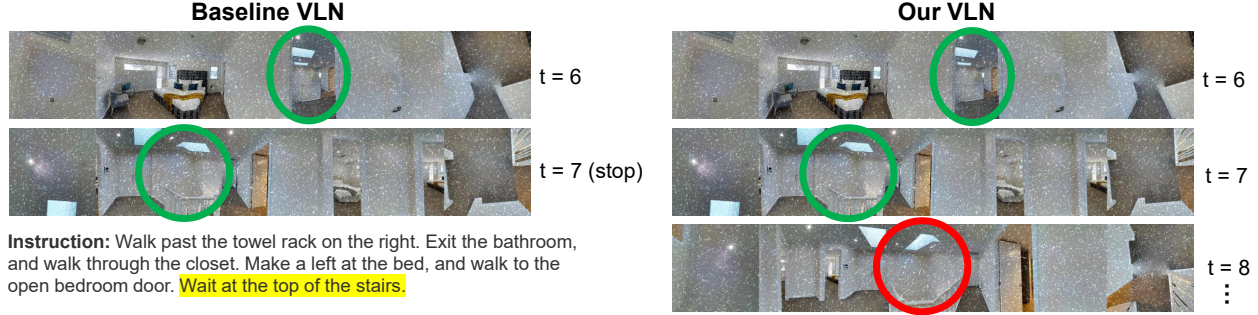 Baseline VLN
t = 6
t = 7 (stop)
Instruction: Walk past the towel rack on the right. Exit the bathroom,
and walk through the closet. Make a left at the bed, and walk to the
open bedroom door. Wait at the top of the stairs.
Our VLN
t = 6
t = 7
t = 8
⋮